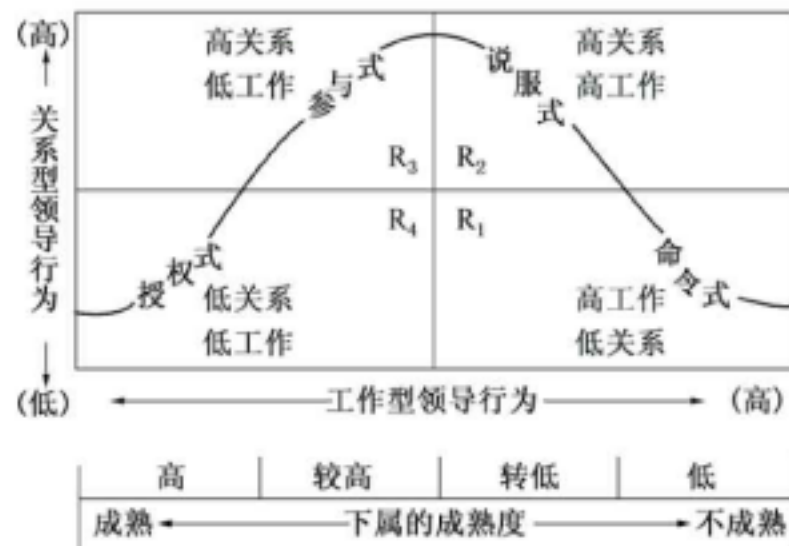 (高)
关系型领导行为
(低)
高关系
低工作
参与式
高关系
高工作
说服式
R₃
R₂
R₄
R₁
授权式
低关系
低工作
命令式
高工作
低关系
工作型领导行为
(高)
高
较高
转低
低
成熟
下属的成熟度
不成熟